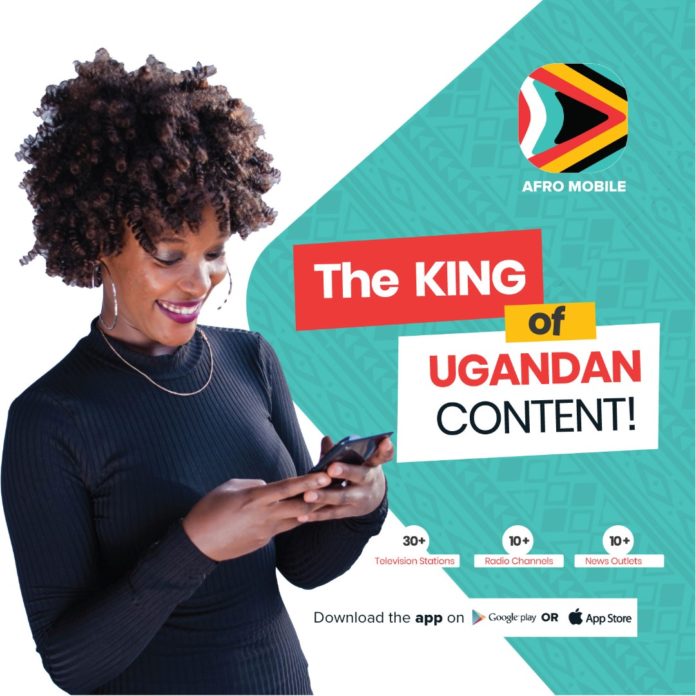 AFRO MOBILE
The KING
of
UGANDAN
CONTENT!
30+ 10+ 10+
Television Stations Radio Channels News Outlets
Download the app on Google play OR App Store